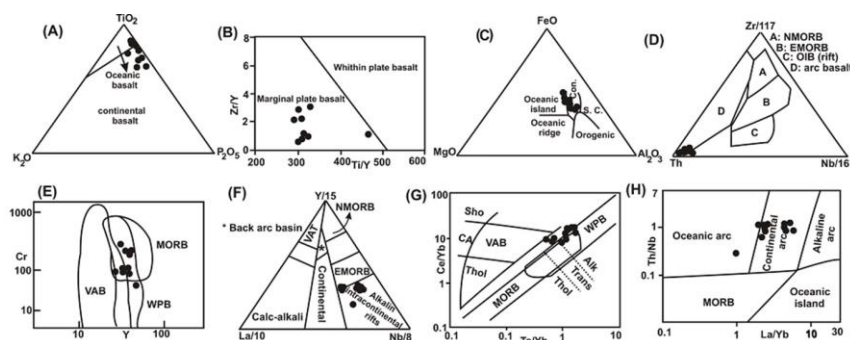 (A)
TiO2
Oceanic
basalt
continental
basalt
K2O
P2O5
(B)
8
6
4
2
0
Zr/Y
Whithin plate basalt
Marginal plate basalt
200
300
400
500
600
Ti/Y
(C)
FeO
Oceanic
island
Con.
S. C.
Oceanic
ridge
Orogenic
MgO
Al2O3
(D)
Zr/117
A: NMORB
B: EMORB
C: OIB (rift)
D: arc basalt
A
B
C
D
Th
Nb/16
(E)
1000
Cr
100
10
MORB
VAB
WPB
10
Y
100
(F)
Y/15
NMORB
* Back arc basin
VAT
*
EMORB
Continental
Alkalin
intracontinental
rifts
Calc-alkali
La/10
Nb/8
(G)
100
Ce/Yb
10
1
0.1
Sho
CA
VAB
Thol
WPB
Alk
Trans
Thol
MORB
0.1
1
10
(H)
7
Th/Nb
1
0.1
Oceanic arc
Continental
arc
Alkaline
arc
MORB
Oceanic
island
0.1
1
La/Yb
10
30